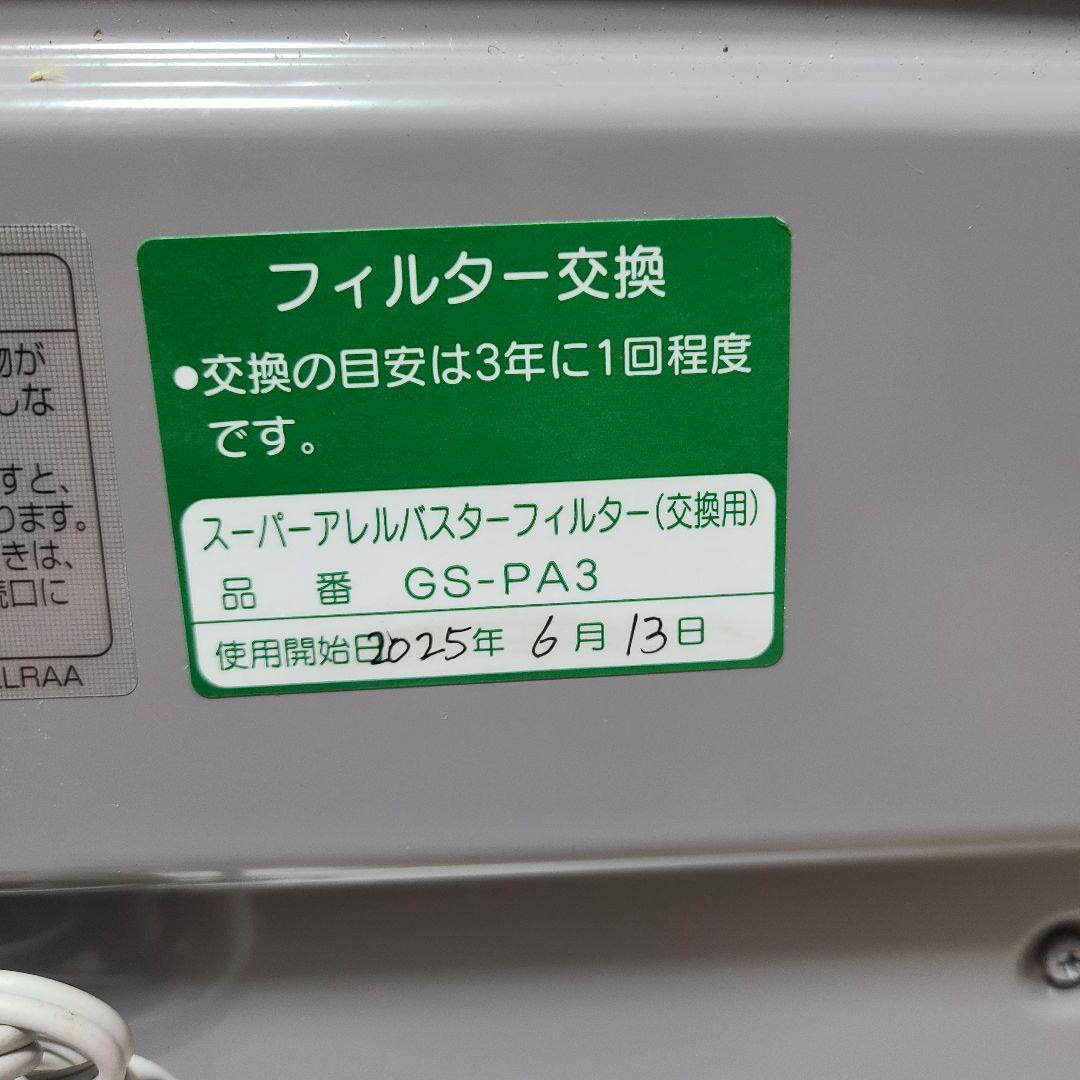 物が
しな
すと、
ります。
きは、
続口に
LRAA
フィルター交換
●交換の目安は3年に1回程度
です。
スーパーアレルバスターフィルター(交換用)
品 番 GS-PA3
使用開始日2025年 6月 13日